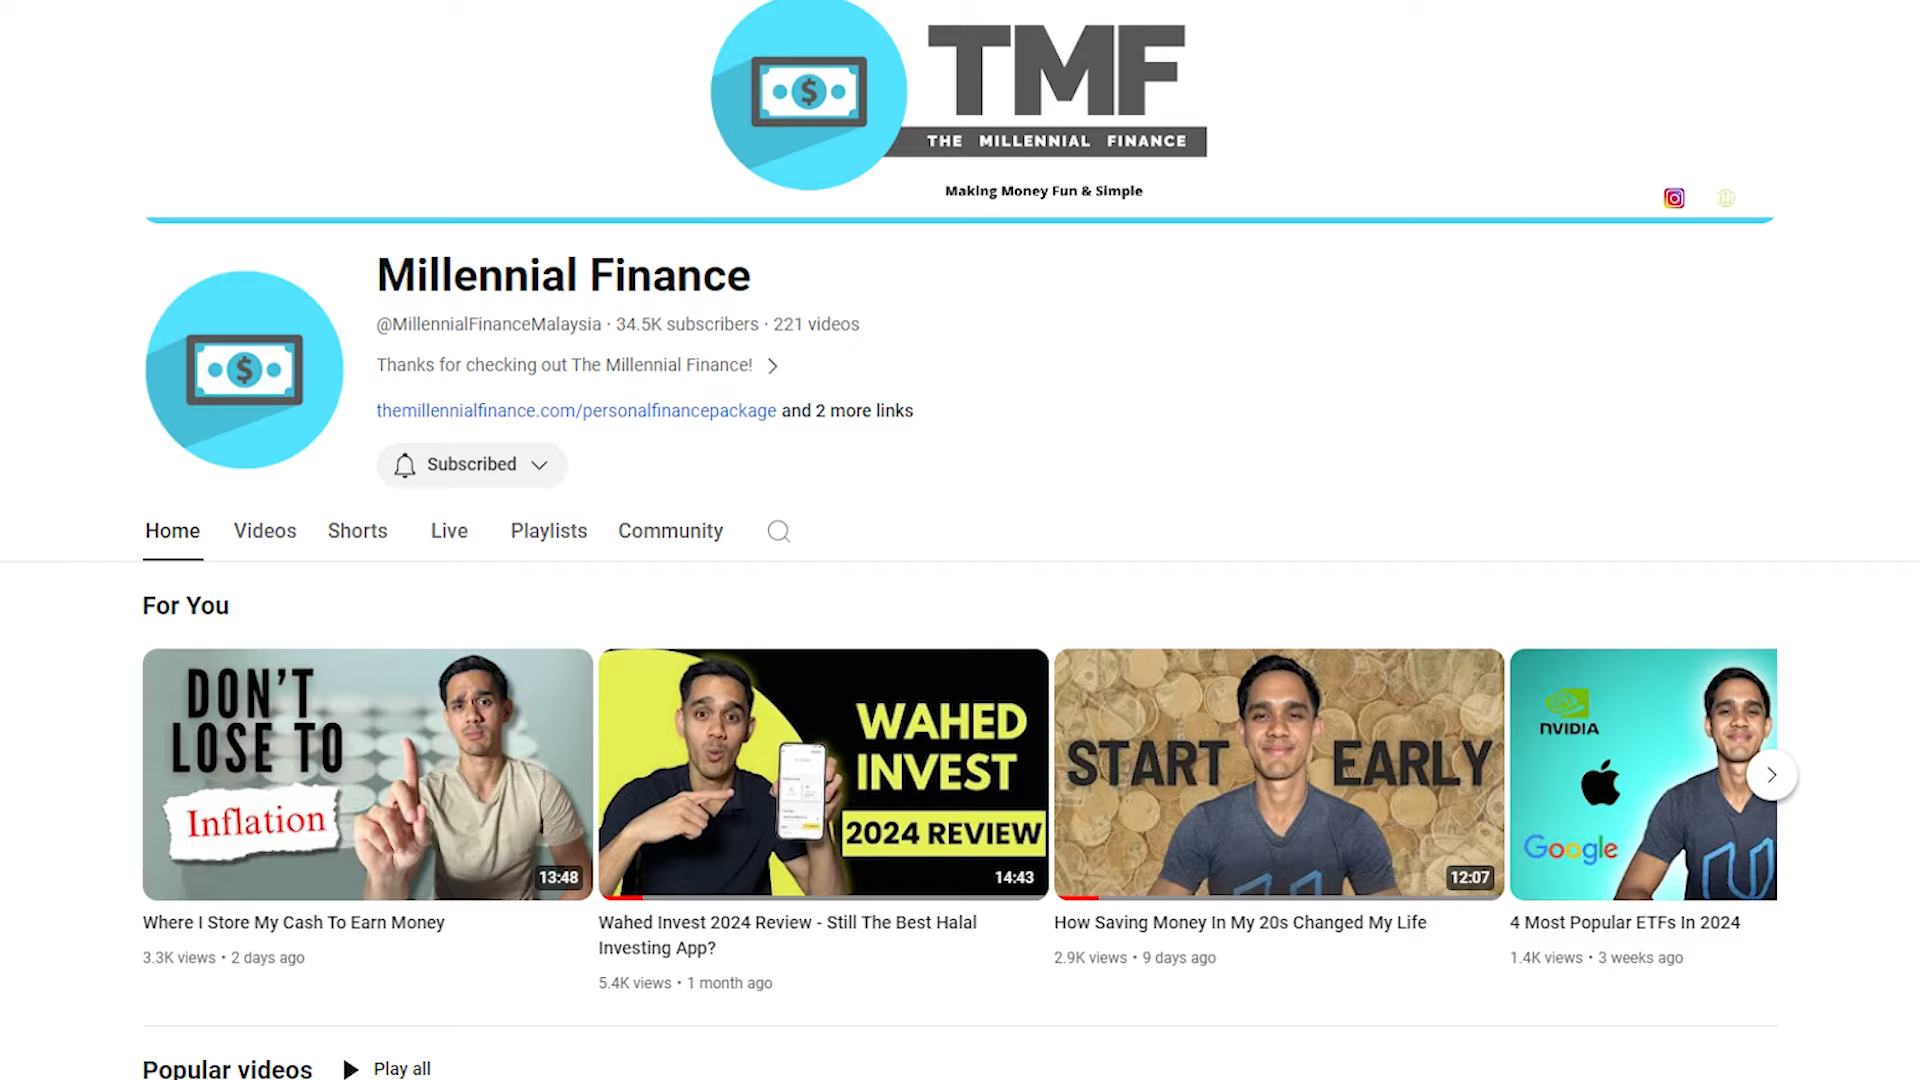 TMF
THE MILLENNIAL FINANCE
Making Money Fun & Simple
Millennial Finance
@MillennialFinanceMalaysia · 34.5K subscribers · 221 videos
Thanks for checking out The Millennial Finance!
themillennialfinance.com/personalfinancepackage and 2 more links
Subscribed
Home Videos Shorts Live Playlists Community
For You
DON'T
LOSE TO
Inflation
13:48
WAHED
INVEST
2024 REVIEW
14:43
START EARLY
12:07
NVIDIA
Google
Where I Store My Cash To Earn Money
3.3K views • 2 days ago
Wahed Invest 2024 Review - Still The Best Halal
Investing App?
5.4K views • 1 month ago
How Saving Money In My 20s Changed My Life
2.9K views • 9 days ago
4 Most Popular ETFs In 2024
1.4K views • 3 weeks ago
Popular videos Play all